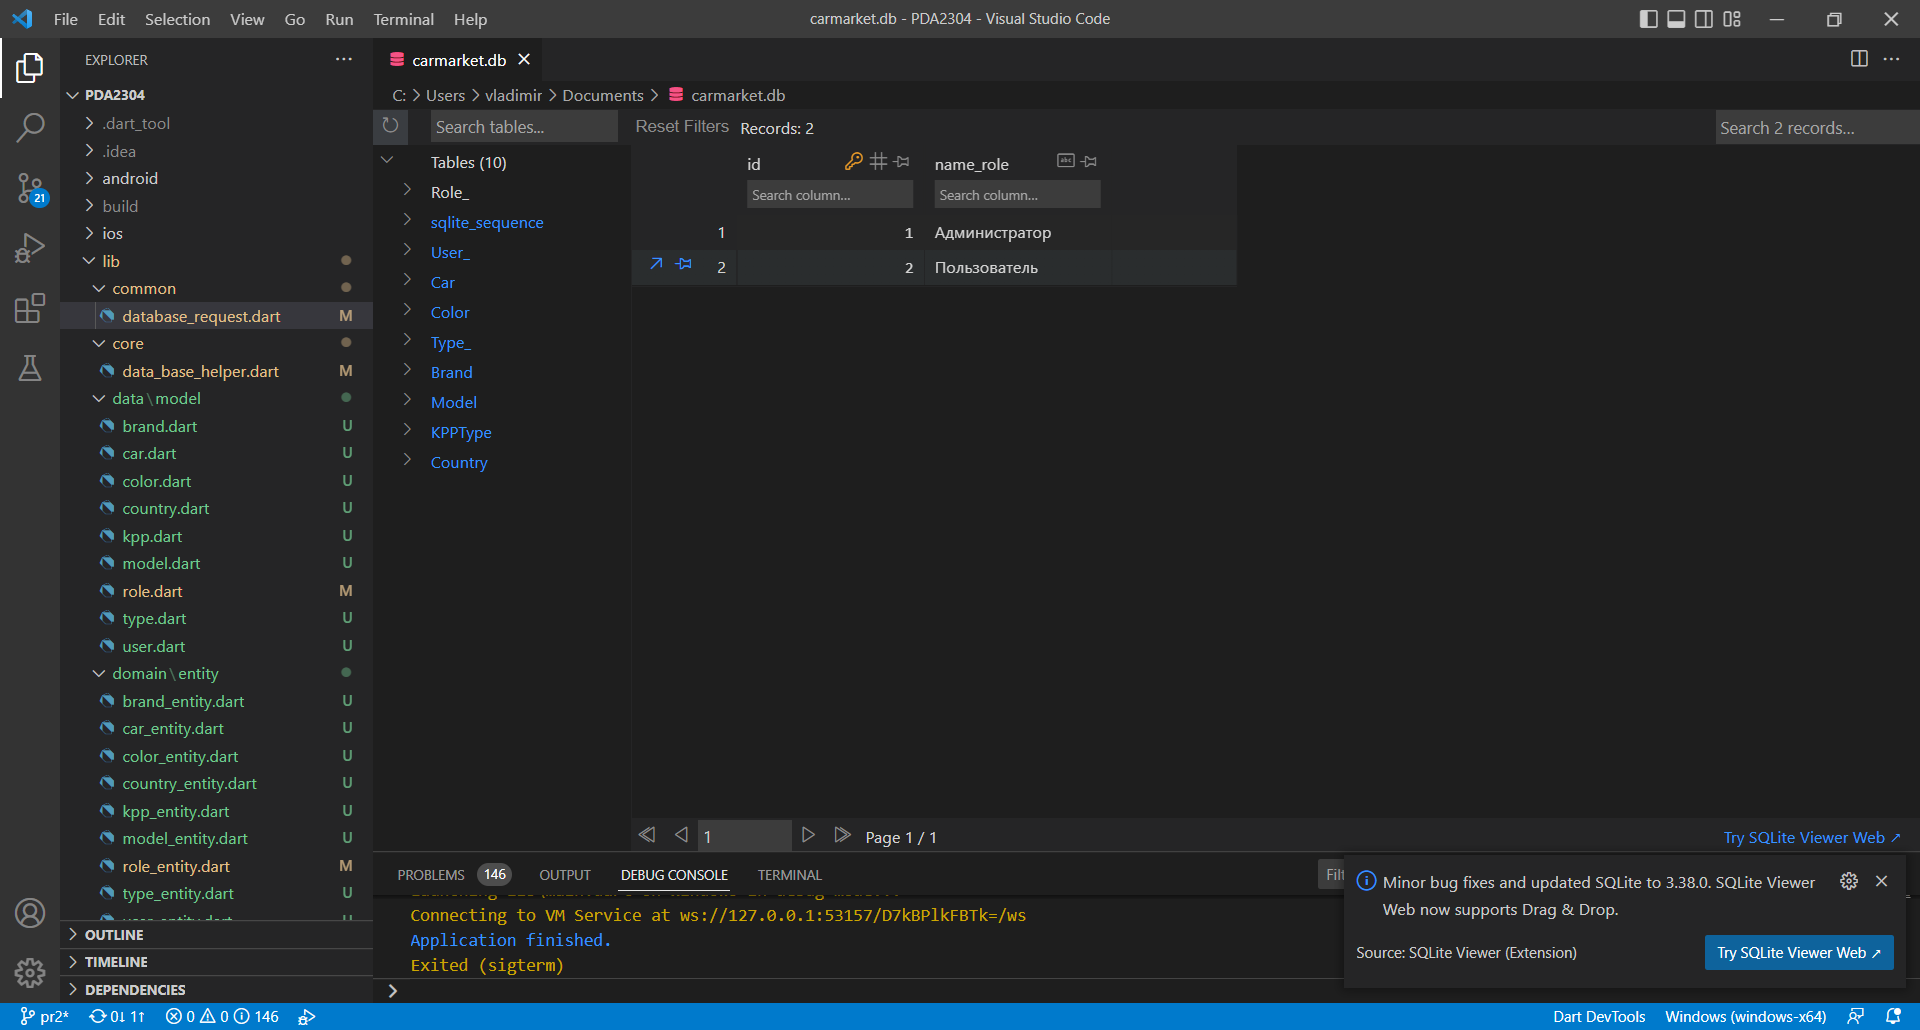 File Edit Selection View Go Run Terminal Help
carmarket.db - PDA2304 - Visual Studio Code
EXPLORER
PDA2304
.dart_tool
.idea
android
build
ios
lib
common
database_request.dart M
core
data_base_helper.dart M
data\model
brand.dart U
car.dart U
color.dart U
country.dart U
kpp.dart U
model.dart U
role.dart M
type.dart U
user.dart U
domain\entity
brand_entity.dart U
car_entity.dart U
color_entity.dart U
country_entity.dart U
kpp_entity.dart U
model_entity.dart U
role_entity.dart M
type_entity.dart U
user_entity.dart U
OUTLINE
TIMELINE
DEPENDENCIES
21
carmarket.db
C: > Users > vladimir > Documents > carmarket.db
Search tables...
Reset Filters Records: 2
Search 2 records...
Tables (10)
Role_
sqlite_sequence
User_
Car
Color
Type_
Brand
Model
KPPType
Country
id name_role
Search column... Search column...
1 1 Администратор
2 2 Пользователь
1 Page 1 / 1
Try SQLite Viewer Web ↗
PROBLEMS 146 OUTPUT DEBUG CONSOLE TERMINAL
Filt
Connecting to VM Service at ws://127.0.0.1:53157/D7kBPlkFBTk=/ws
Application finished.
Exited (sigterm)
Minor bug fixes and updated SQLite to 3.38.0. SQLite Viewer
Web now supports Drag & Drop.
Source: SQLite Viewer (Extension)
Try SQLite Viewer Web ↗
pr2* 0↓ 1↑ 0 0 146
Dart DevTools Windows (windows-x64)